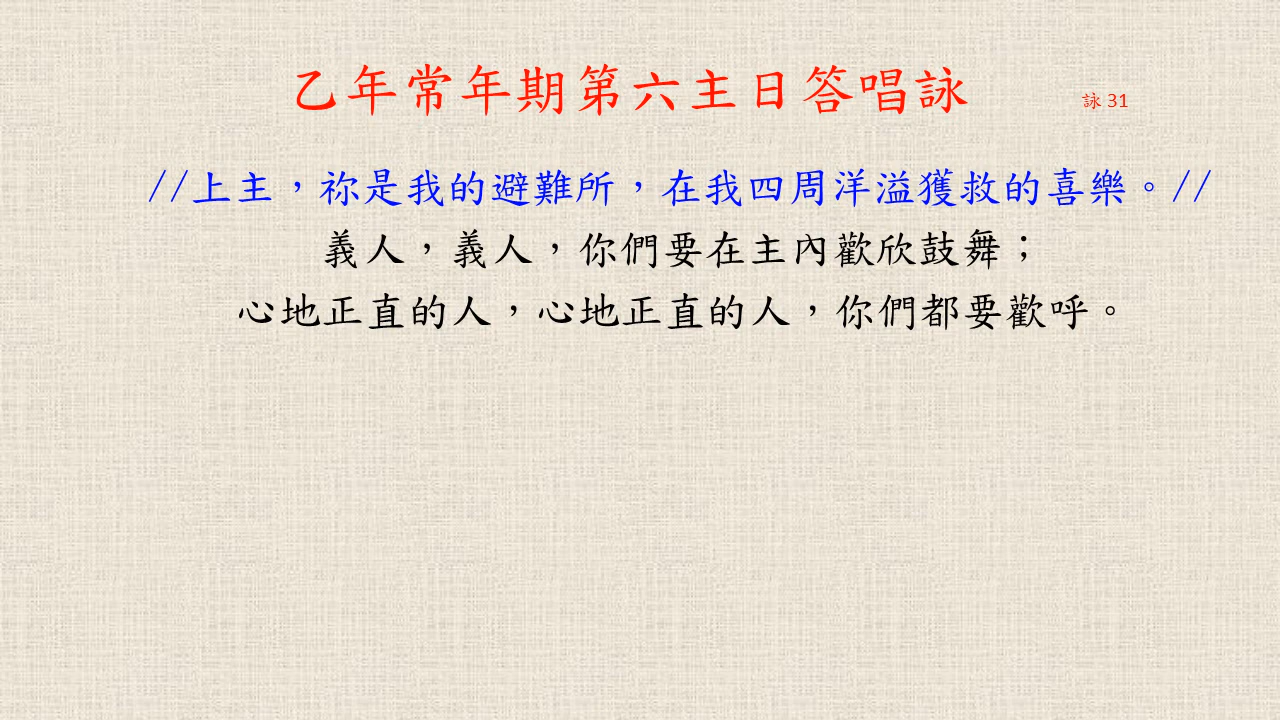 乙年常年期第六主日答唱詠 詠 31
//上主，祢是我的避難所，在我四周洋溢獲救的喜樂。//
義人，義人，你們要在主內歡欣鼓舞；
心地正直的人，心地正直的人，你們都要歡呼。